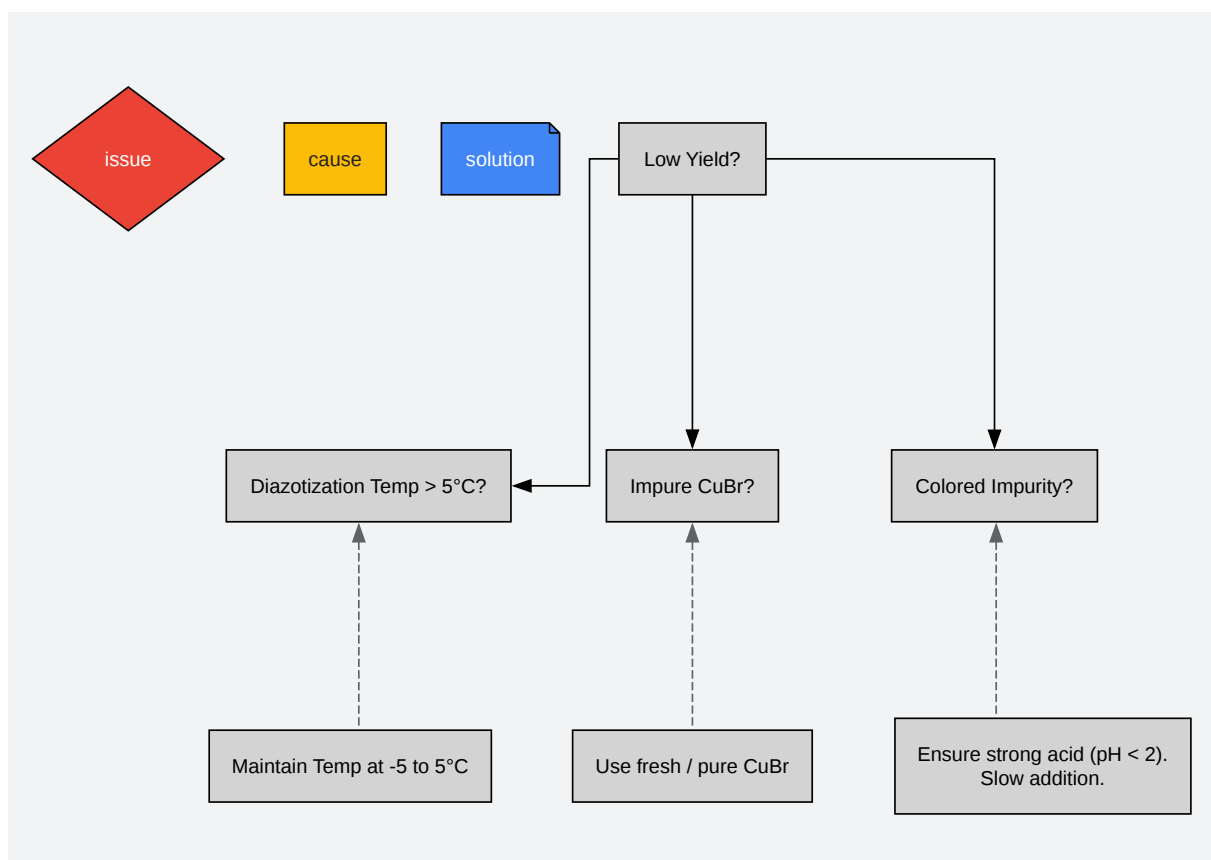 issue
cause
solution
Low Yield?
Diazotization Temp > 5°C?
Impure CuBr?
Colored Impurity?
Maintain Temp at -5 to 5°C
Use fresh / pure CuBr
Ensure strong acid (pH < 2).
Slow addition.